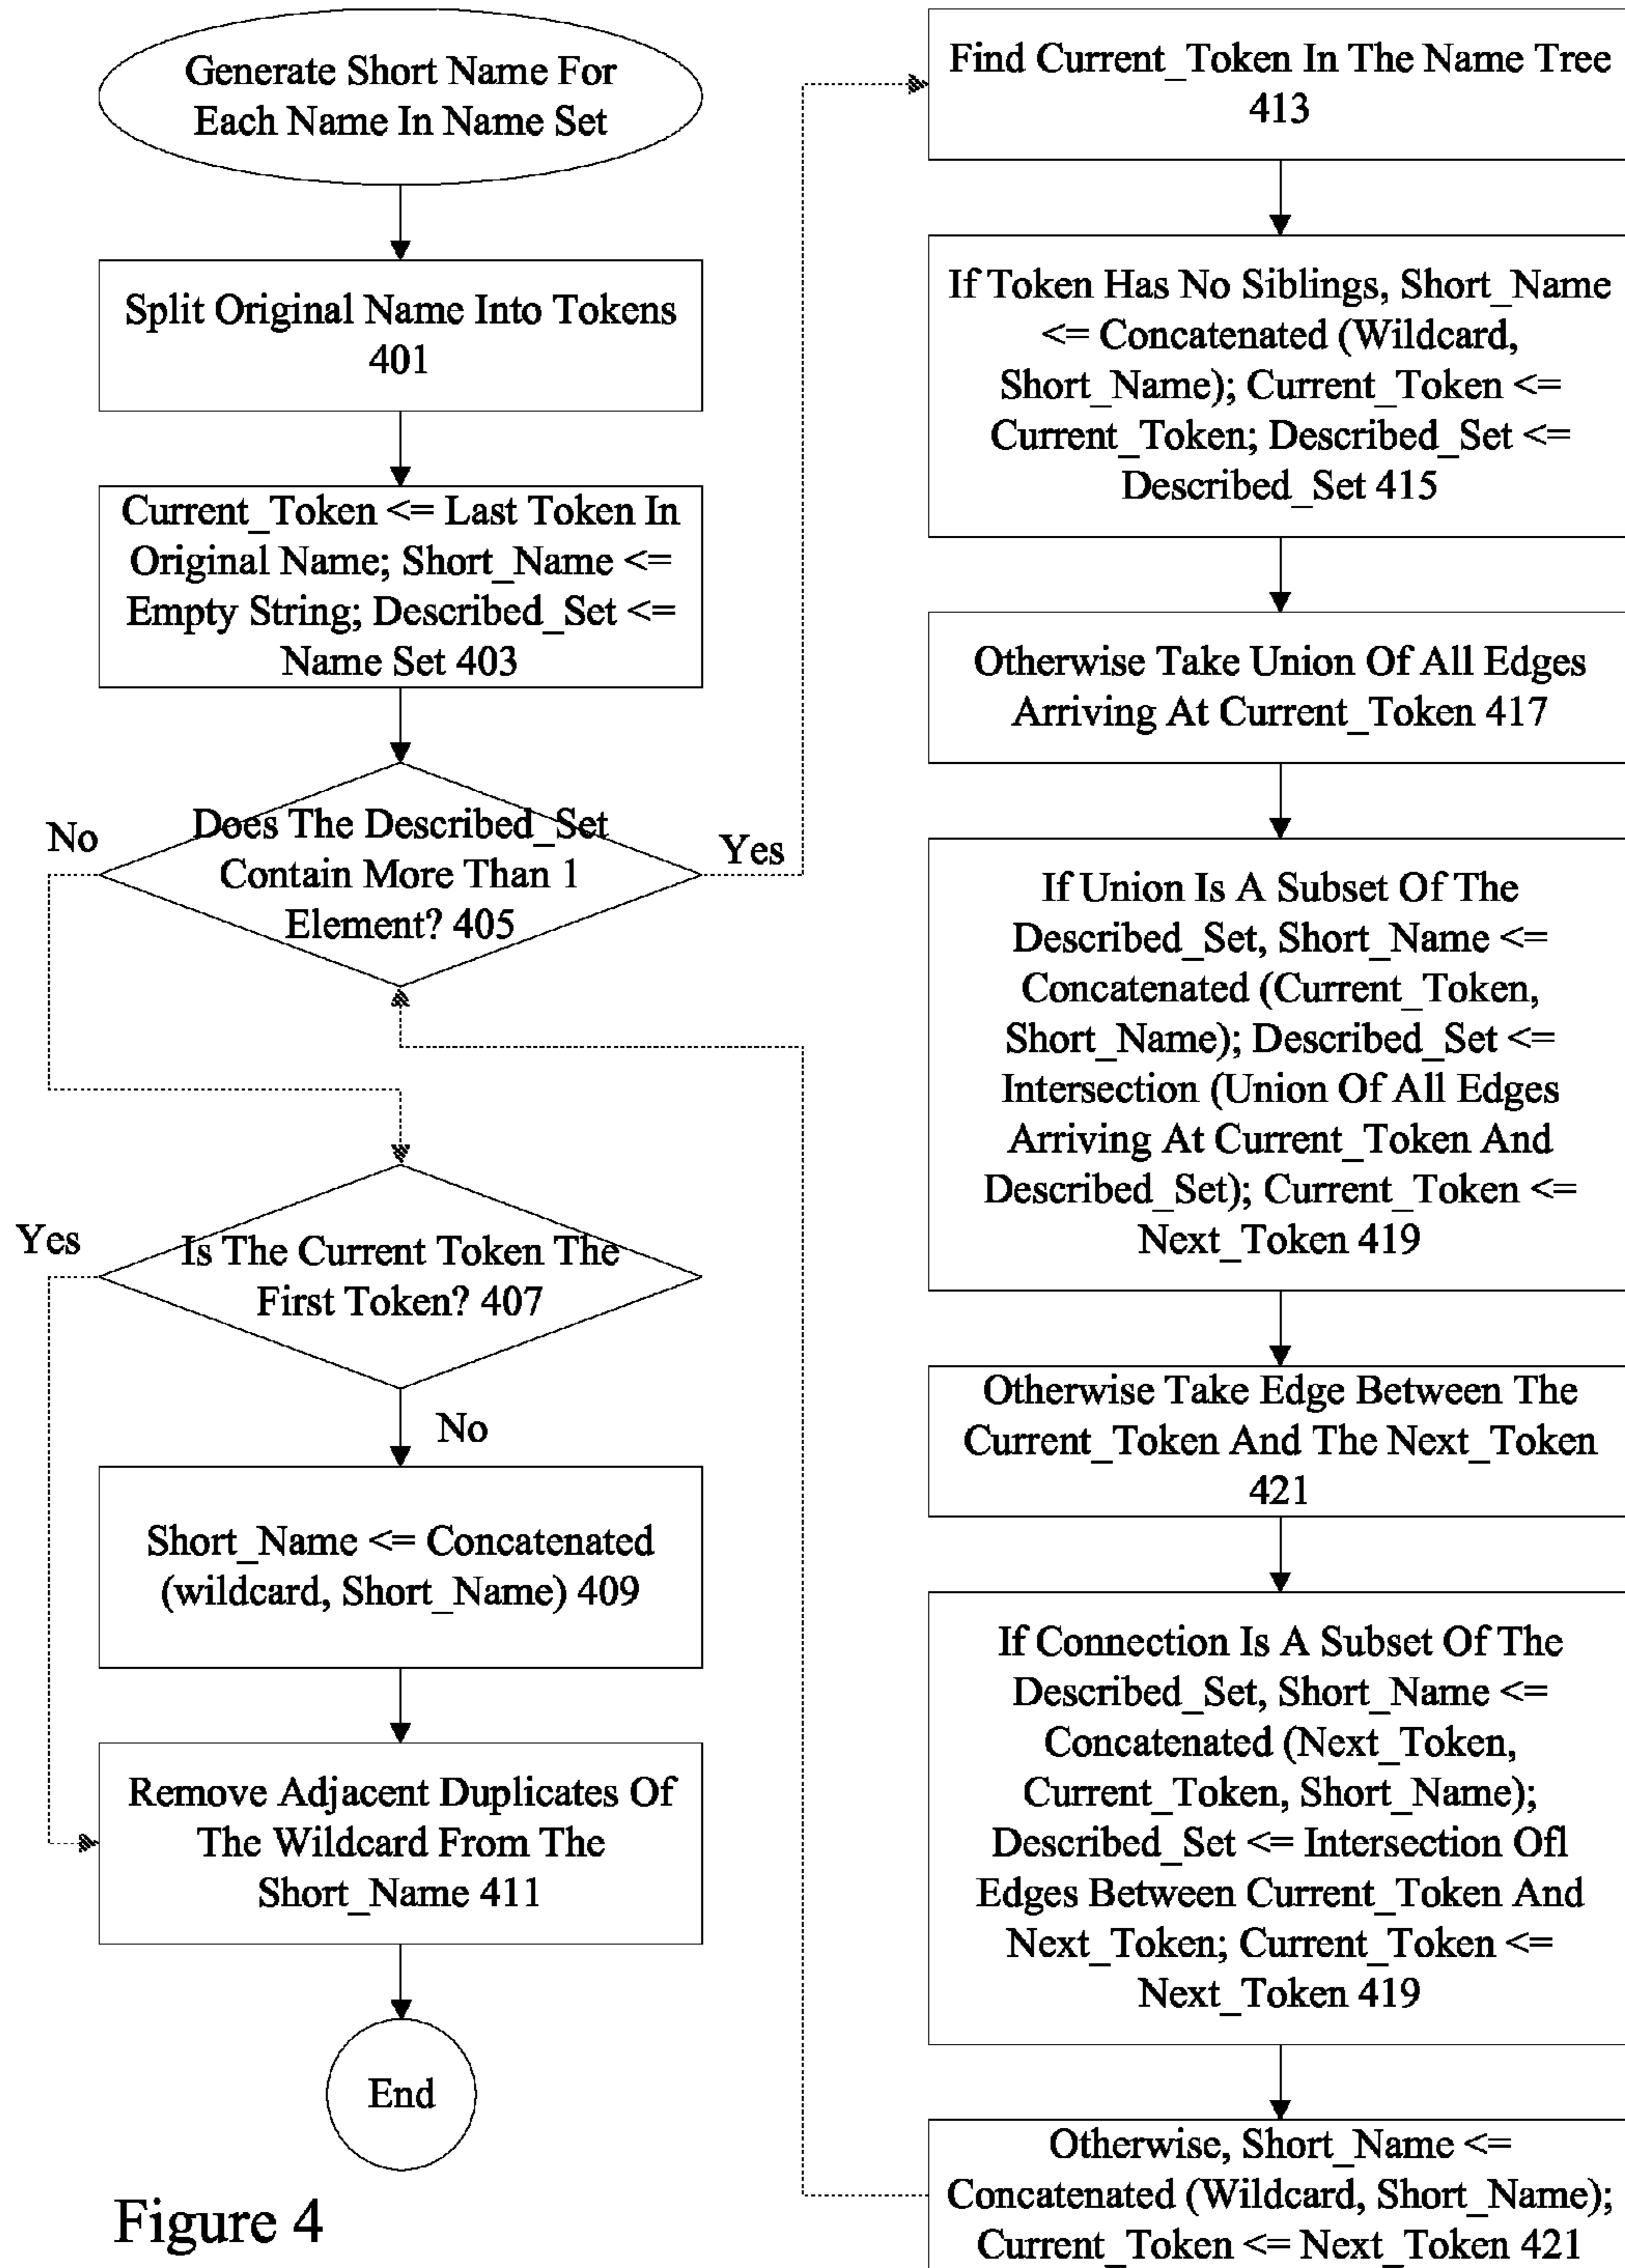 Generate Short Name For
Each Name In Name Set
Split Original Name Into Tokens
401
Current_Token <= Last Token In
Original Name; Short_Name <=
Empty String; Described_Set <=
Name Set 403
Does The Described_Set
Contain More Than 1
Element? 405
No
Yes
Is The Current Token The
First Token? 407
Yes
No
Short_Name <= Concatenated
(wildcard, Short_Name) 409
Remove Adjacent Duplicates Of
The Wildcard From The
Short_Name 411
End
Find Current_Token In The Name Tree
413
If Token Has No Siblings, Short_Name
<= Concatenated (Wildcard,
Short_Name); Current_Token <=
Current_Token; Described_Set <=
Described_Set 415
Otherwise Take Union Of All Edges
Arriving At Current_Token 417
If Union Is A Subset Of The
Described_Set, Short_Name <=
Concatenated (Current_Token,
Short_Name); Described_Set <=
Intersection (Union Of All Edges
Arriving At Current_Token And
Described_Set); Current_Token <=
Next_Token 419
Otherwise Take Edge Between The
Current_Token And The Next_Token
421
If Connection Is A Subset Of The
Described_Set, Short_Name <=
Concatenated (Next_Token,
Current_Token, Short_Name);
Described_Set <= Intersection Ofl
Edges Between Current_Token And
Next_Token; Current_Token <=
Next_Token 419
Otherwise, Short_Name <=
Concatenated (Wildcard, Short_Name);
Current_Token <= Next_Token 421
Figure 4